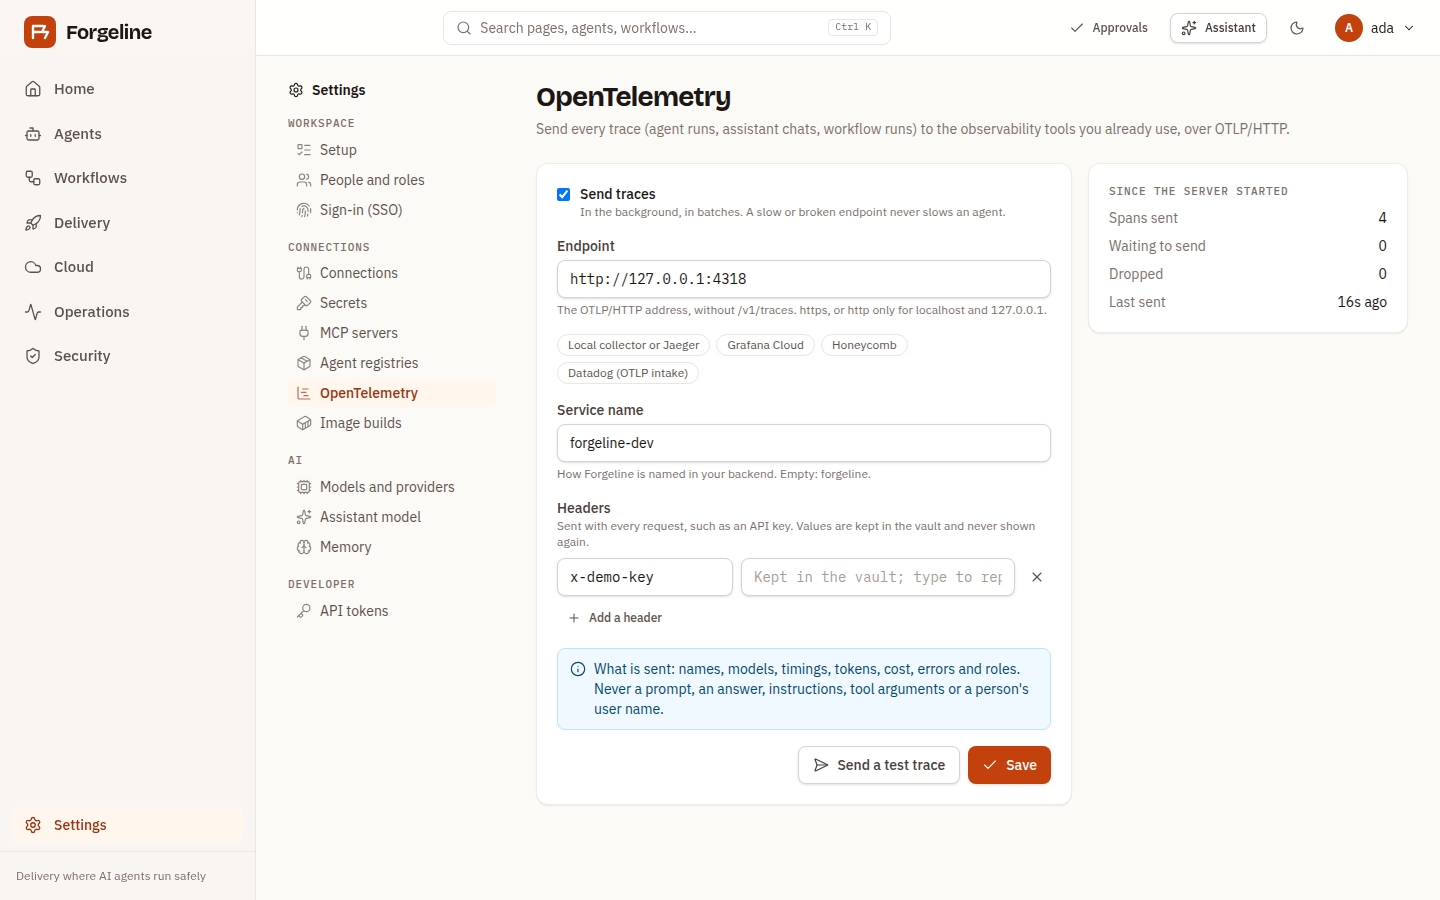 Forgeline
Search pages, agents, workflows...
Ctrl K
Approvals
Assistant
A
ada
Home
Agents
Workflows
Delivery
Cloud
Operations
Security
Settings
Delivery where AI agents run safely
Settings
WORKSPACE
Setup
People and roles
Sign-in (SSO)
CONNECTIONS
Connections
Secrets
MCP servers
Agent registries
OpenTelemetry
Image builds
AI
Models and providers
Assistant model
Memory
DEVELOPER
API tokens
OpenTelemetry
Send every trace (agent runs, assistant chats, workflow runs) to the observability tools you already use, over OTLP/HTTP.
Send traces
In the background, in batches. A slow or broken endpoint never slows an agent.
Endpoint
http://127.0.0.1:4318
The OTLP/HTTP address, without /v1/traces. https, or http only for localhost and 127.0.0.1.
Local collector or Jaeger
Grafana Cloud
Honeycomb
Datadog (OTLP intake)
Service name
forgeline-dev
How Forgeline is named in your backend. Empty: forgeline.
Headers
Sent with every request, such as an API key. Values are kept in the vault and never shown
again.
x-demo-key
Kept in the vault; type to rep
Add a header
What is sent: names, models, timings, tokens, cost, errors and roles.
Never a prompt, an answer, instructions, tool arguments or a person's
user name.
Send a test trace
Save
SINCE THE SERVER STARTED
Spans sent 4
Waiting to send 0
Dropped 0
Last sent 16s ago